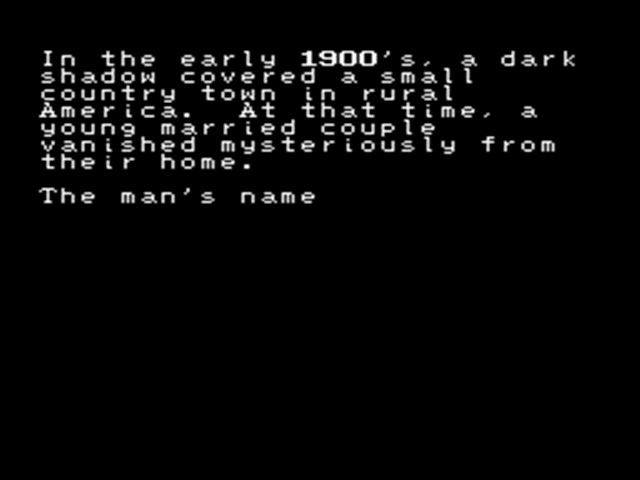 In the early 1900's, a dark
shadow covered a small
country town in rural
America.  At that time, a
young married couple
vanished mysteriously from
their home.
The man's name